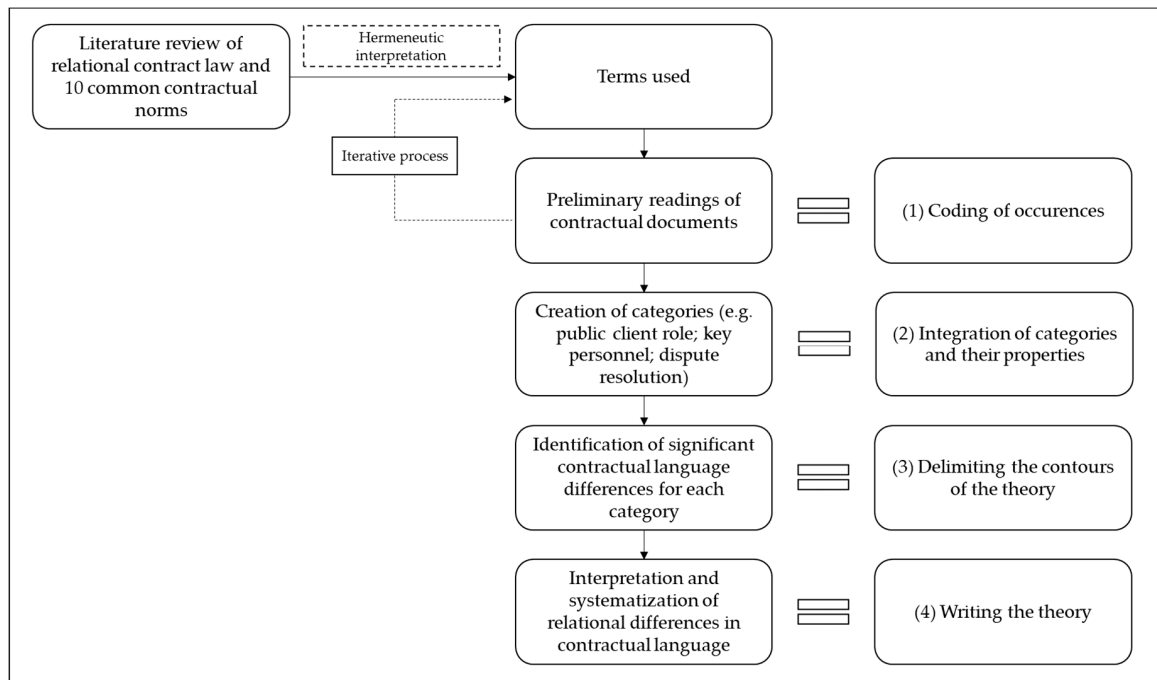 Literature review of
relational contract law and
10 common contractual
norms
Hermeneutic
interpretation
Terms used
Iterative process
Preliminary readings of
contractual documents
(1) Coding of occurences
Creation of categories (e.g.
public client role; key
personnel; dispute
resolution)
(2) Integration of categories
and their properties
Identification of significant
contractual language
differences for each
category
(3) Delimiting the contours
of the theory
Interpretation and
systematization of
relational differences in
contractual language
(4) Writing the theory